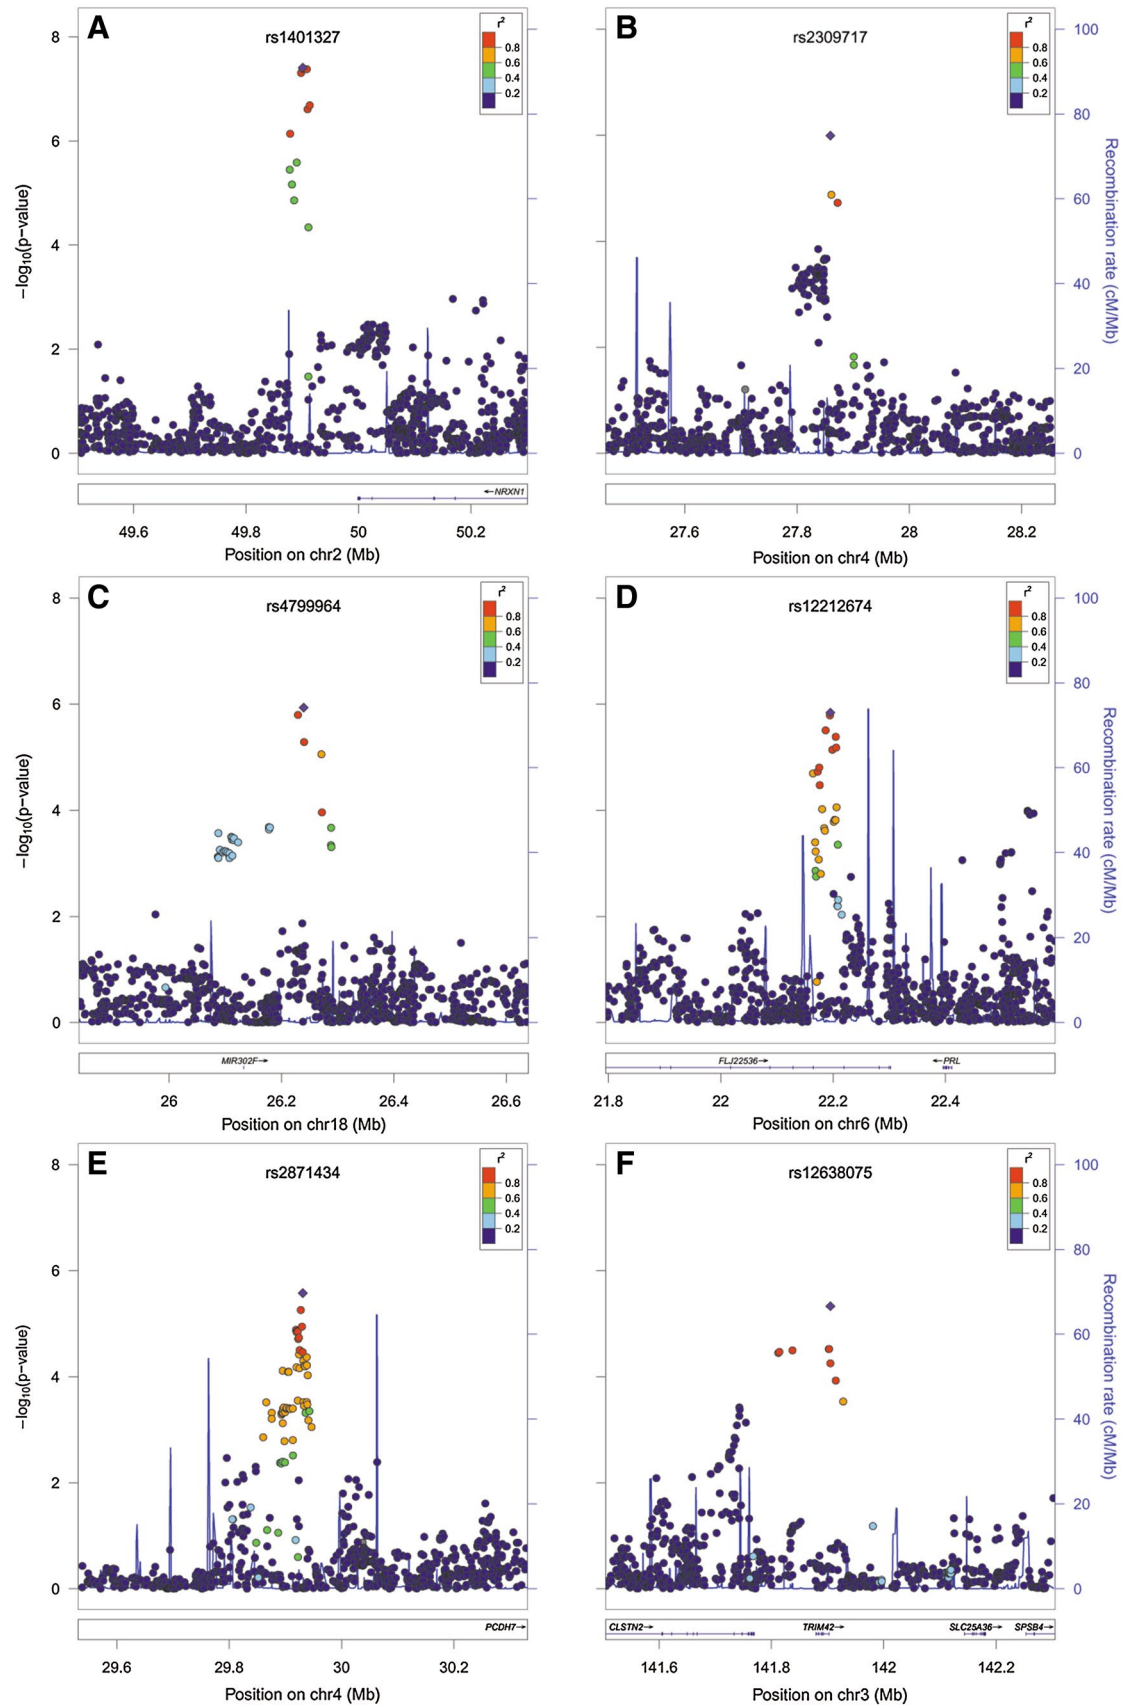 A
rs1401327
r²
0.8
0.6
0.4
0.2
8
6
4
2
0
−log₁₀(p−value)
←NRXN1
49.6 49.8 50 50.2
Position on chr2 (Mb)
B
rs2309717
r²
0.8
0.6
0.4
0.2
100
80
60
40
20
0
Recombination rate (cM/Mb)
27.6 27.8 28 28.2
Position on chr4 (Mb)
C
rs4799964
r²
0.8
0.6
0.4
0.2
8
6
4
2
0
−log₁₀(p−value)
MIR302F→
26 26.2 26.4 26.6
Position on chr18 (Mb)
D
rs12212674
r²
0.8
0.6
0.4
0.2
100
80
60
40
20
0
Recombination rate (cM/Mb)
FLJ22536→ ←PRL
21.8 22 22.2 22.4
Position on chr6 (Mb)
E
rs2871434
r²
0.8
0.6
0.4
0.2
8
6
4
2
0
−log₁₀(p−value)
PCDH7→
29.6 29.8 30 30.2
Position on chr4 (Mb)
F
rs12638075
r²
0.8
0.6
0.4
0.2
100
80
60
40
20
0
Recombination rate (cM/Mb)
CLSTN2→ TRIM42→ SLC25A36→ SPSB4→
141.6 141.8 142 142.2
Position on chr3 (Mb)